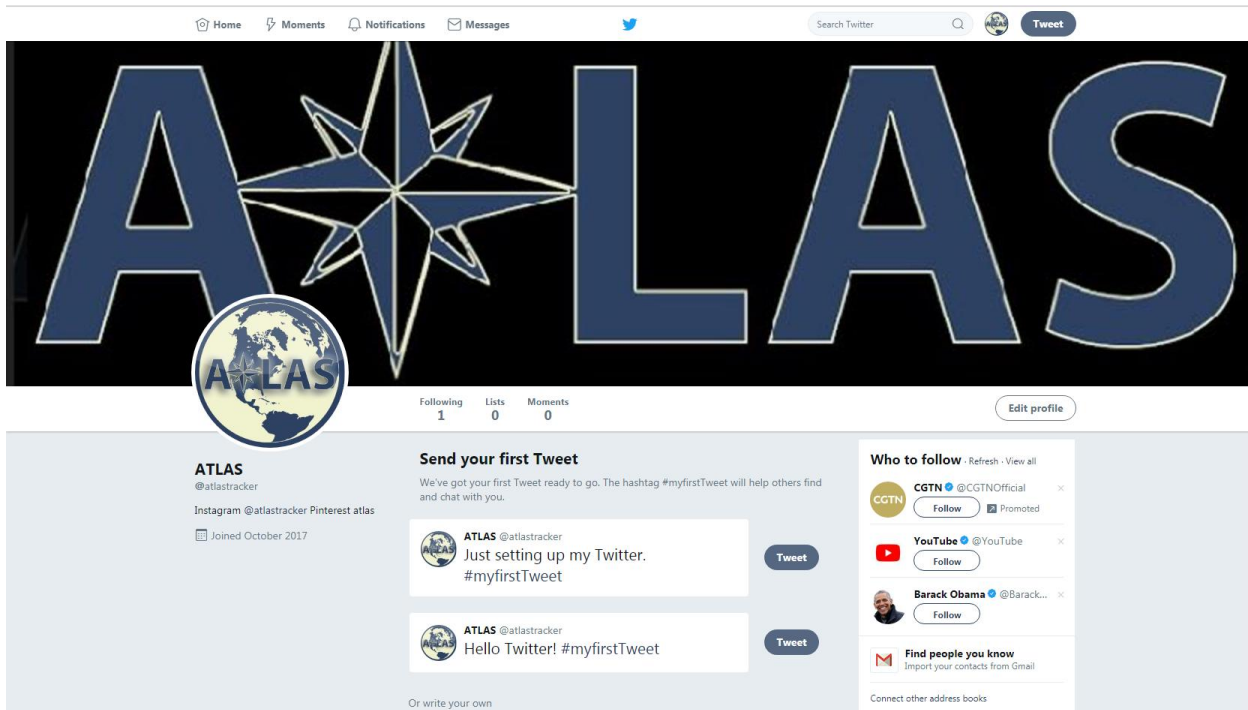 Home Moments Notifications Messages Search Twitter Tweet
A LAS
A LAS
Following Lists Moments
1 0 0
Edit profile
ATLAS
@atlastracker
Instagram @atlastracker Pinterest atlas
Joined October 2017
Send your first Tweet
We've got your first Tweet ready to go. The hashtag #myfirstTweet will help others find
and chat with you.
ATLAS @atlastracker
Just setting up my Twitter.
#myfirstTweet
Tweet
ATLAS @atlastracker
Hello Twitter! #myfirstTweet
Tweet
Or write your own
Who to follow · Refresh · View all
CGTN
CGTN @CGTNOfficial
Follow Promoted
YouTube @YouTube
Follow
Barack Obama @Barack...
Follow
Find people you know
Import your contacts from Gmail
Connect other address books